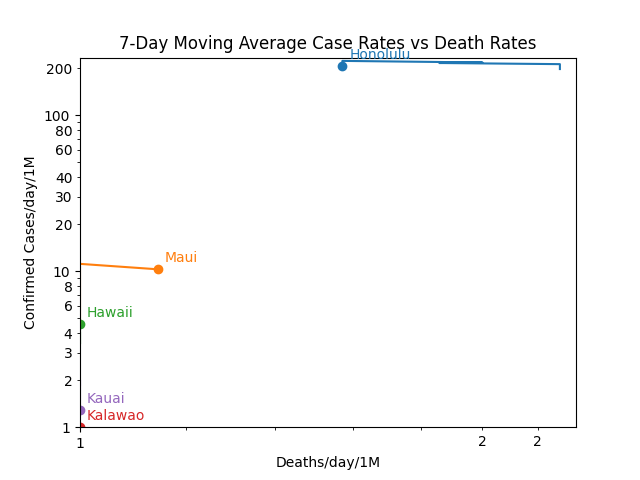 7-Day Moving Average Case Rates vs Death Rates
Honolulu
200
100
80
60
40
30
20
10
8
6
4
3
2
1
Confirmed Cases/day/1M
Maui
Hawaii
Kauai
Kalawao
1
2
2
Deaths/day/1M